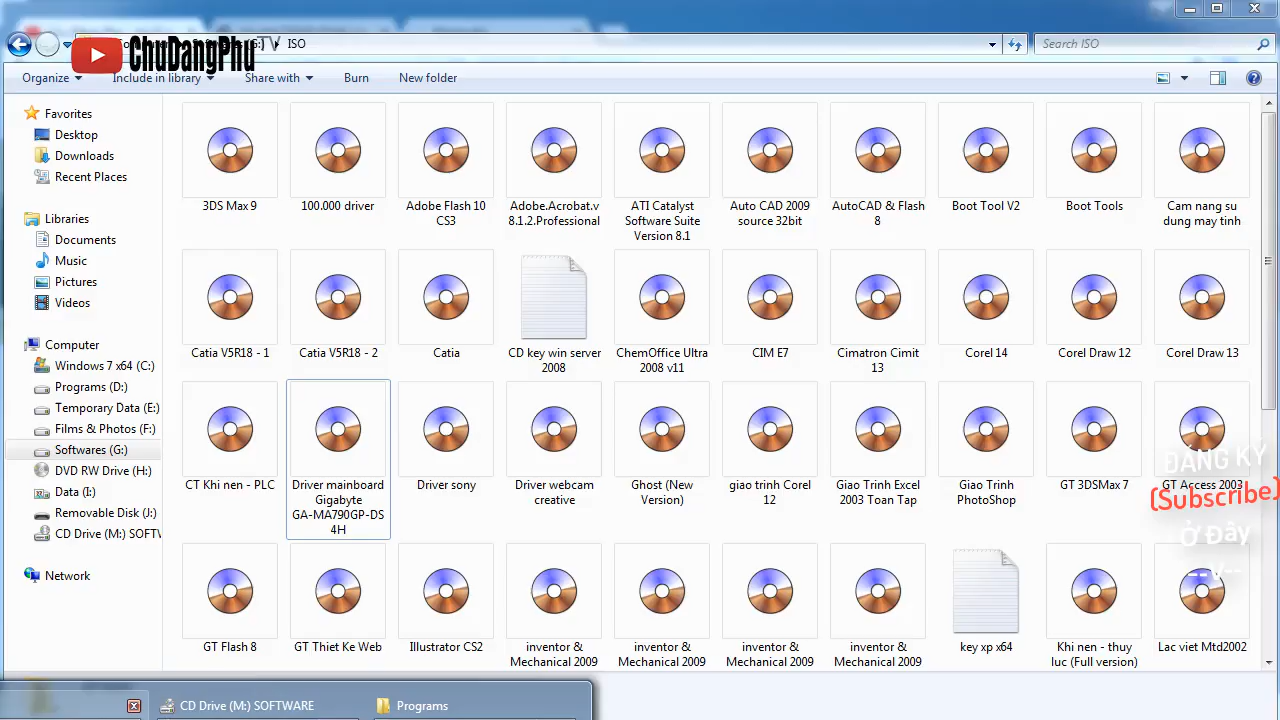 ChuDangPhu
TV
ISO
Search ISO
Organize
Include in library
Share with
Burn
New folder
Favorites
Desktop
Downloads
Recent Places
Libraries
Documents
Music
Pictures
Videos
Computer
Windows 7 x64 (C:)
Programs (D:)
Temporary Data (E:)
Films & Photos (F:)
Softwares (G:)
DVD RW Drive (H:)
Data (I:)
Removable Disk (J:)
CD Drive (M:) SOFTW
Network
3DS Max 9
100.000 driver
Adobe Flash 10
CS3
Adobe.Acrobat.v
8.1.2.Professional
ATI Catalyst
Software Suite
Version 8.1
Auto CAD 2009
source 32bit
AutoCAD & Flash
8
Boot Tool V2
Boot Tools
Cam nang su
dung may tinh
Catia V5R18 - 1
Catia V5R18 - 2
Catia
CD key win server
2008
ChemOffice Ultra
2008 v11
CIM E7
Cimatron Cimit
13
Corel 14
Corel Draw 12
Corel Draw 13
CT Khi nen - PLC
Driver mainboard
Gigabyte
GA-MA790GP-DS
4H
Driver sony
Driver webcam
creative
Ghost (New
Version)
giao trinh Corel
12
Giao Trinh Excel
2003 Toan Tap
Giao Trinh
PhotoShop
GT 3DSMax 7
GT Access 2003
ĐĂNG KÝ
(Subscribe)
Ở Đây
--V--
GT Flash 8
GT Thiet Ke Web
Illustrator CS2
inventor &
Mechanical 2009
inventor &
Mechanical 2009
inventor &
Mechanical 2009
inventor &
Mechanical 2009
key xp x64
Khi nen - thuy
luc (Full version)
Lac viet Mtd2002
CD Drive (M:) SOFTWARE
Programs